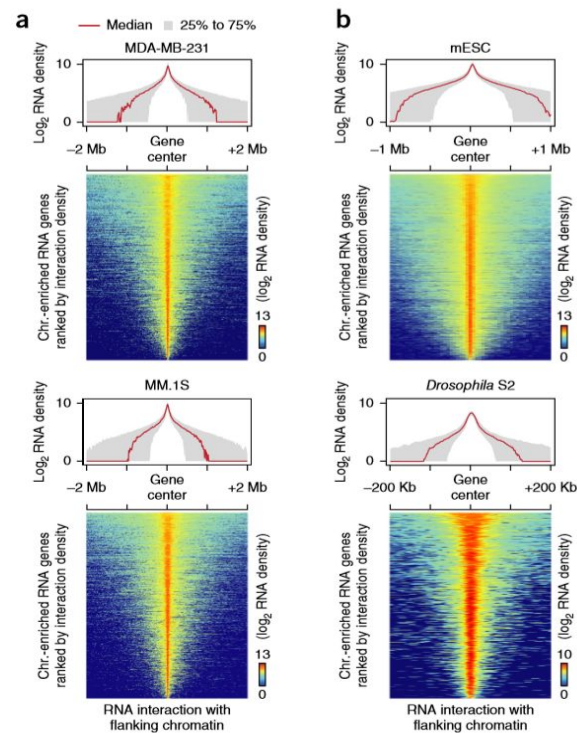 a
b
Median
25% to 75%
MDA-MB-231
Log2 RNA density
10
0
−2 Mb
Gene
center
+2 Mb
Chr.-enriched RNA genes
ranked by interaction density
13
0
(log2 RNA density)
MM.1S
Log2 RNA density
10
0
−2 Mb
Gene
center
+2 Mb
Chr.-enriched RNA genes
ranked by interaction density
13
0
(log2 RNA density)
RNA interaction with
flanking chromatin
mESC
Log2 RNA density
10
0
−1 Mb
Gene
center
+1 Mb
Chr.-enriched RNA genes
ranked by interaction density
13
0
(log2 RNA density)
Drosophila S2
Log2 RNA density
10
0
−200 Kb
Gene
center
+200 Kb
Chr.-enriched RNA genes
ranked by interaction density
10
0
(log2 RNA density)
RNA interaction with
flanking chromatin